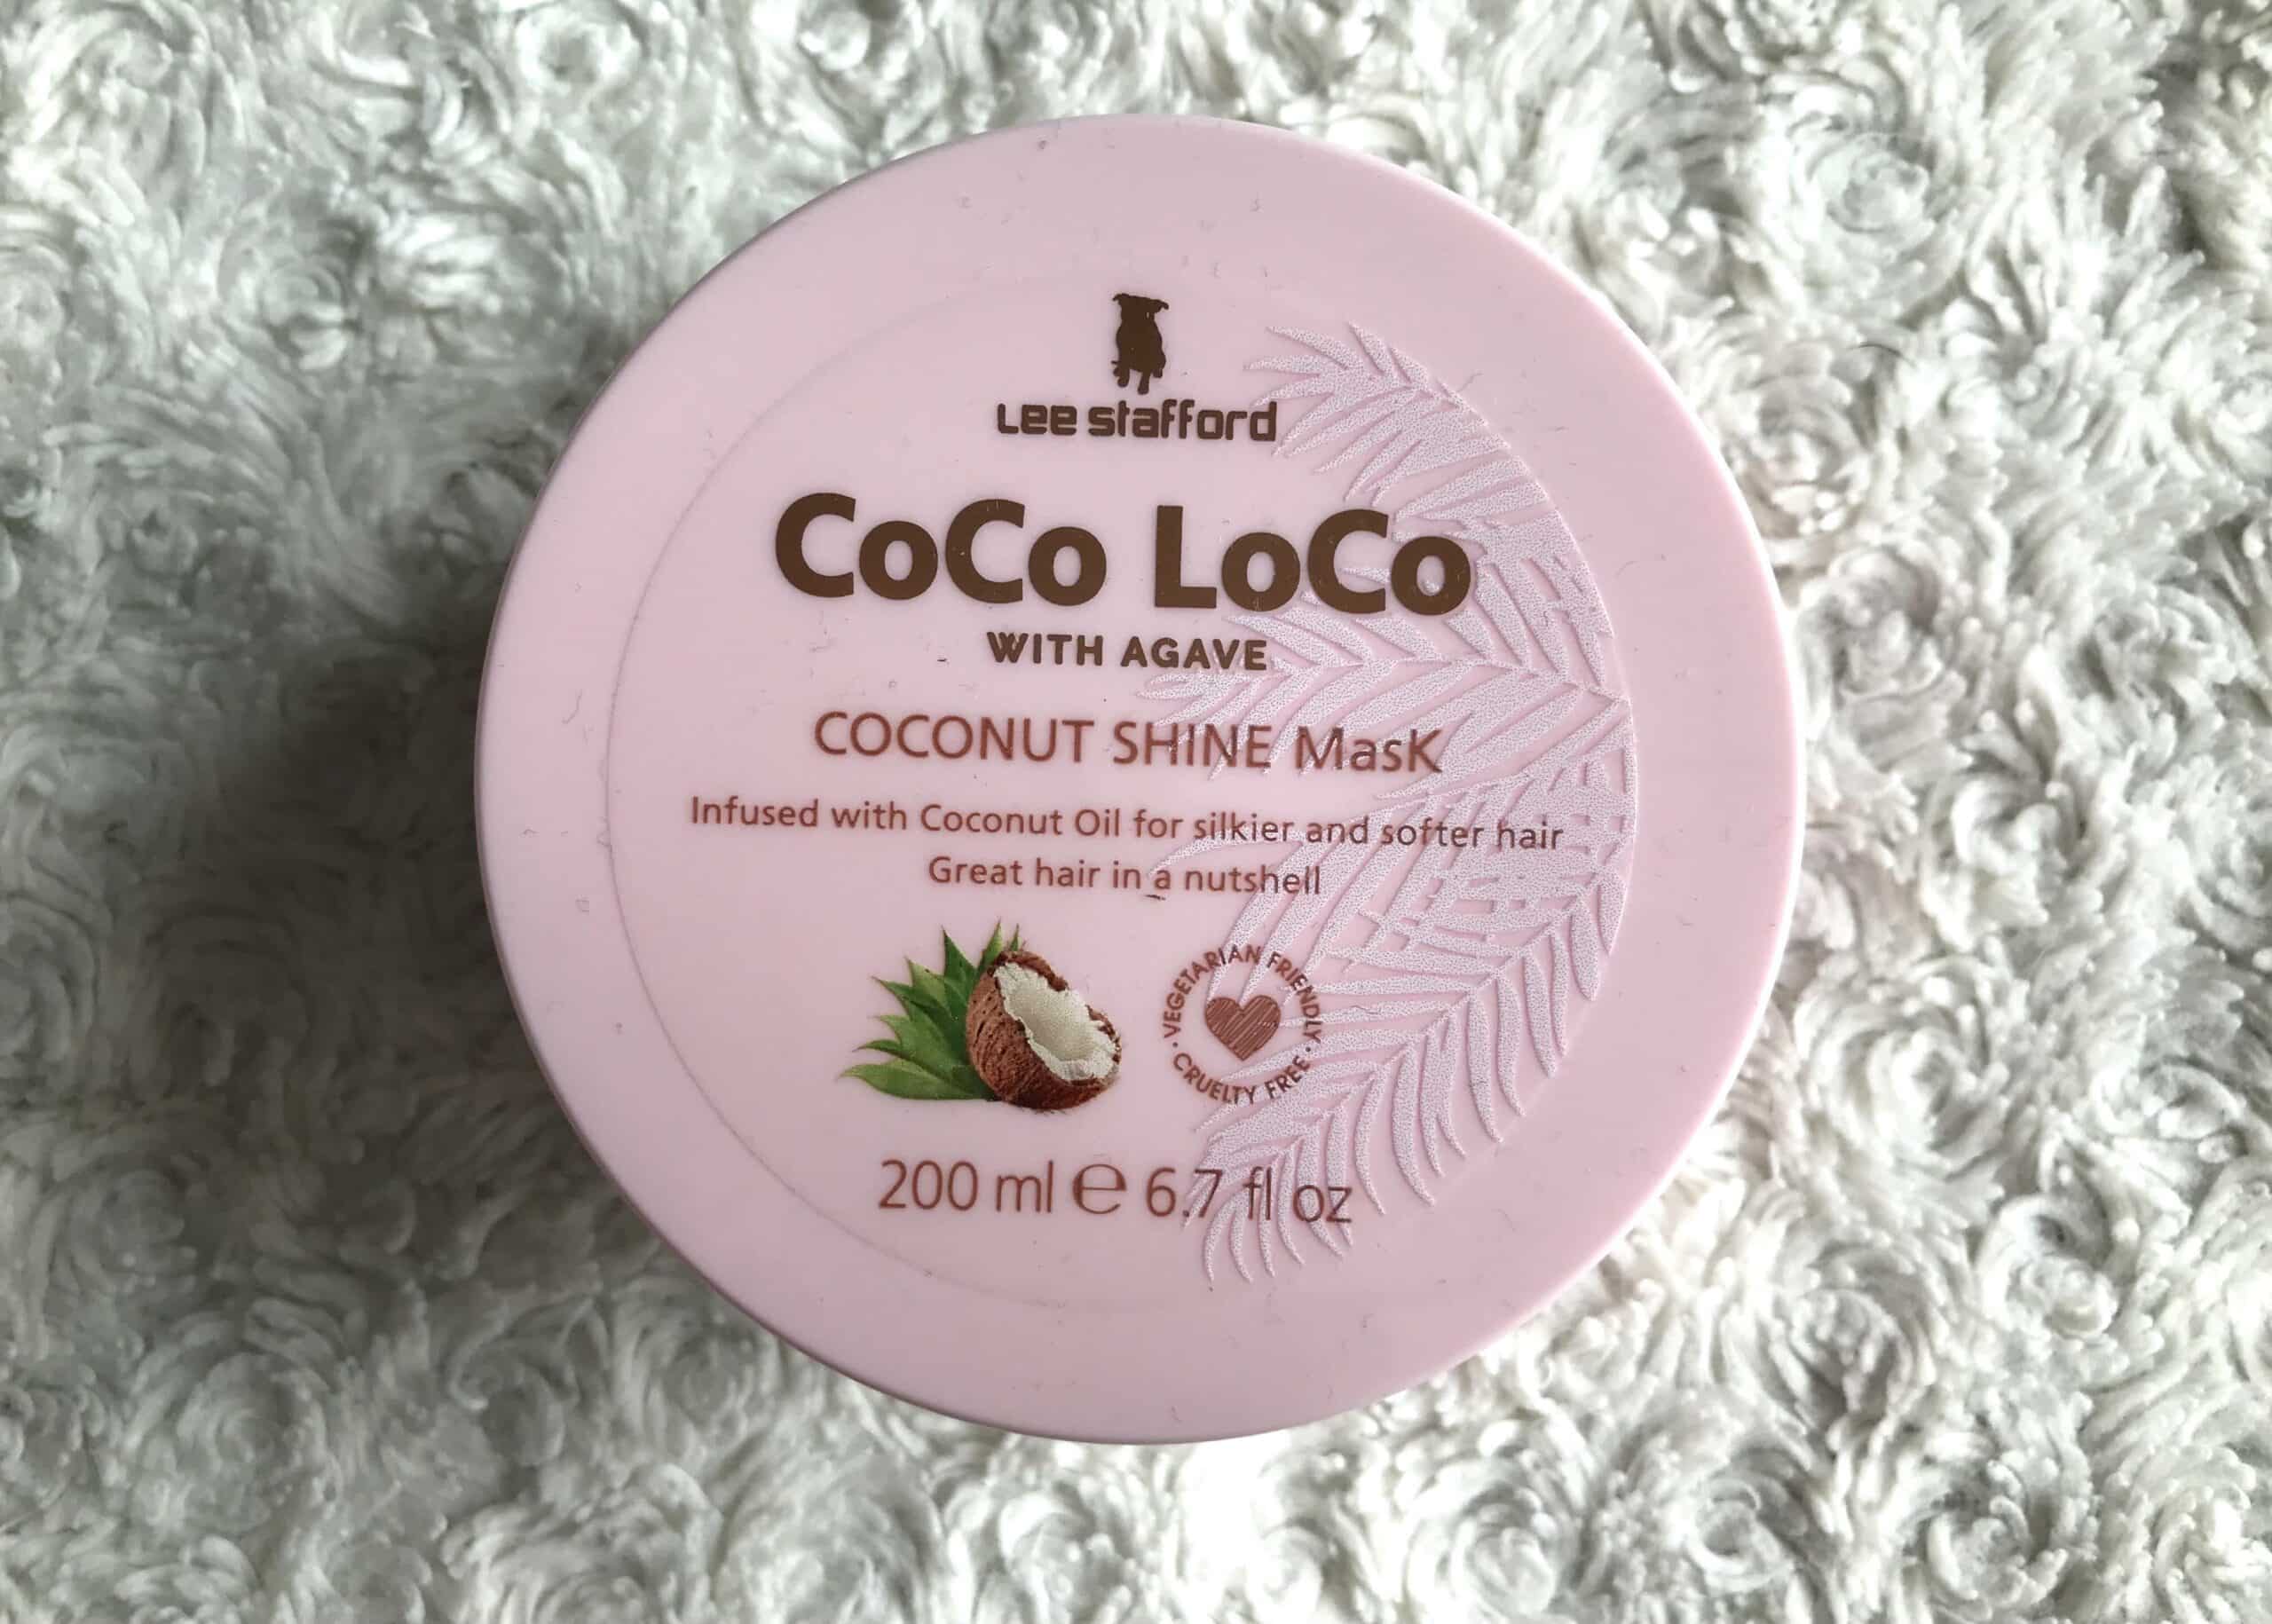 Lee Stafford
CoCo LoCo
WITH AGAVE
COCONUT SHINE MasK
Infused with Coconut Oil for silkier and softer hair
Great hair in a nutshell
VEGETARIAN FRIENDLY · CRUELTY FREE ·
200 ml ℮ 6.7 fl oz